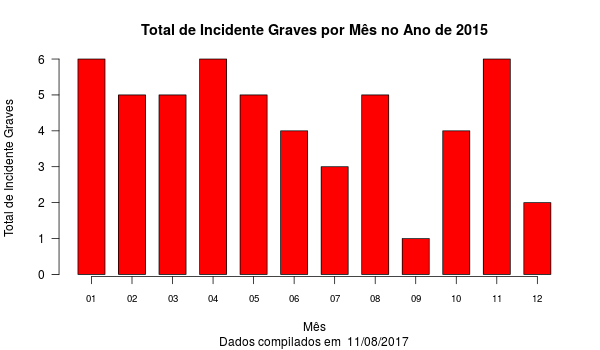 Total de Incidente Graves por Mês no Ano de 2015
Total de Incidente Graves
6
5
4
3
2
1
0
01 02 03 04 05 06 07 08 09 10 11 12
Mês
Dados compilados em 11/08/2017